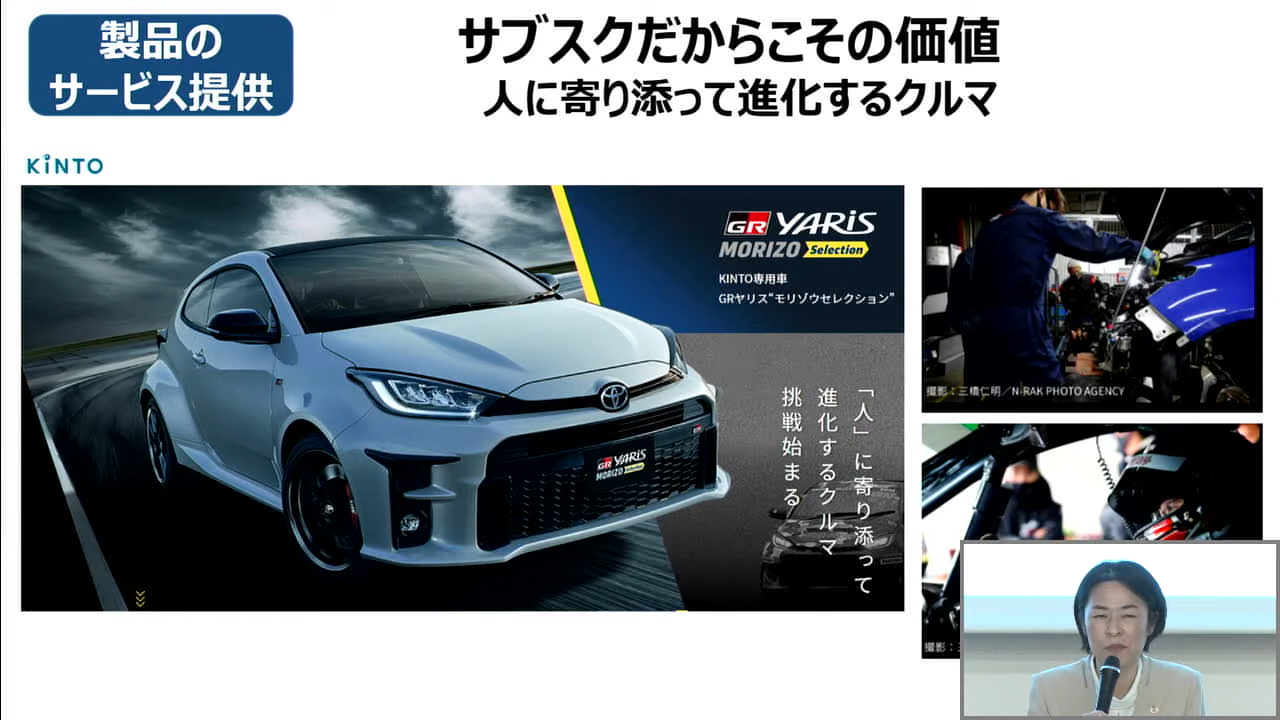 製品の
サービス提供
サブスクだからこその価値
人に寄り添って進化するクルマ
KINTO
GR YARIS
MORIZO Selection
KINTO専用車
GRヤリス“モリゾウセレクション”
「人」に寄り添って
進化するクルマ
挑戦始まる
GR YARIS
MORIZO Selection
撮影：三橋仁明／N-RAK PHOTO AGENCY
撮影：